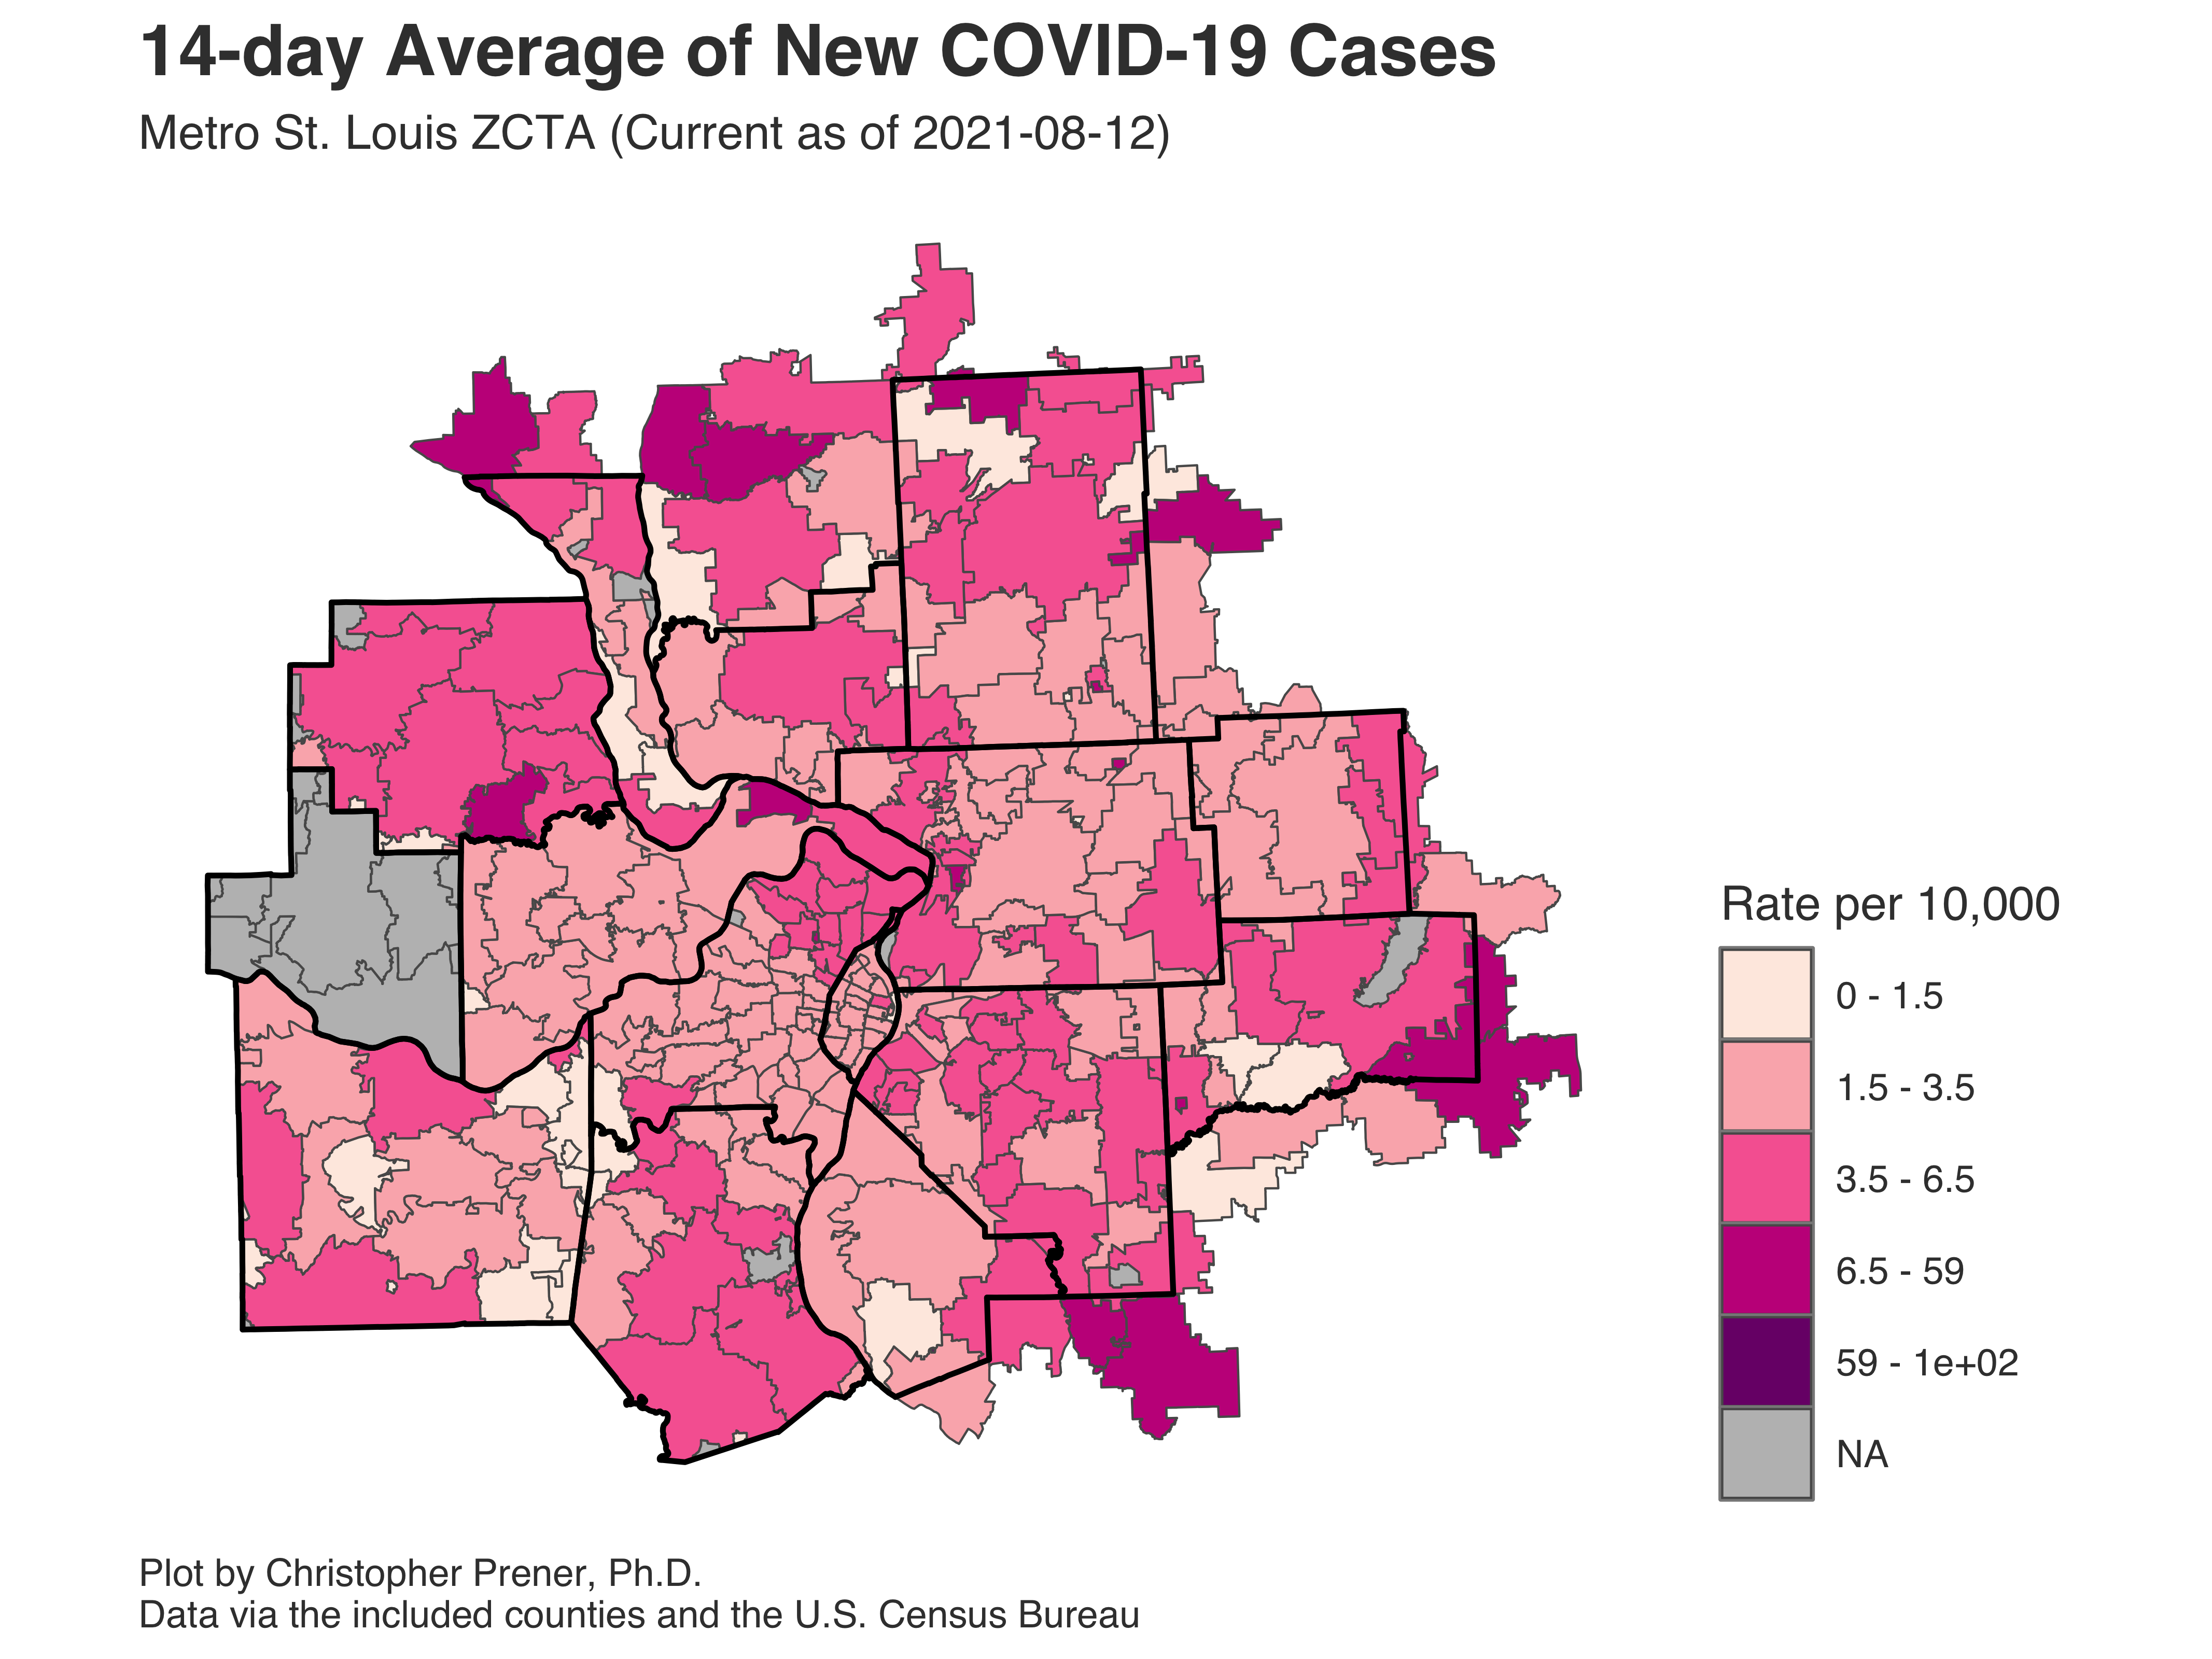 14-day Average of New COVID-19 Cases
Metro St. Louis ZCTA (Current as of 2021-08-12)
Rate per 10,000
0 - 1.5
1.5 - 3.5
3.5 - 6.5
6.5 - 59
59 - 1e+02
NA
Plot by Christopher Prener, Ph.D.
Data via the included counties and the U.S. Census Bureau